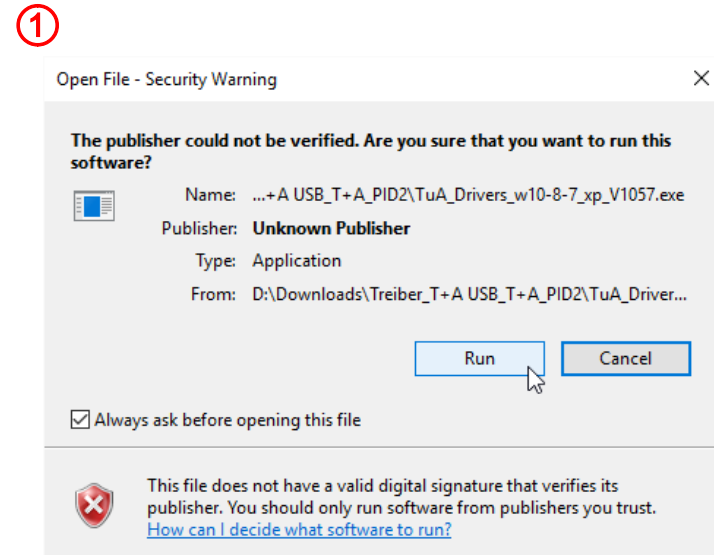 1
Open File - Security Warning
The publisher could not be verified. Are you sure that you want to run this
software?
Name: ...+A USB_T+A_PID2\TuA_Drivers_w10-8-7_xp_V1057.exe
Publisher: Unknown Publisher
Type: Application
From: D:\Downloads\Treiber_T+A USB_T+A_PID2\TuA_Driver...
Run Cancel
Always ask before opening this file
This file does not have a valid digital signature that verifies its
publisher. You should only run software from publishers you trust.
How can I decide what software to run?